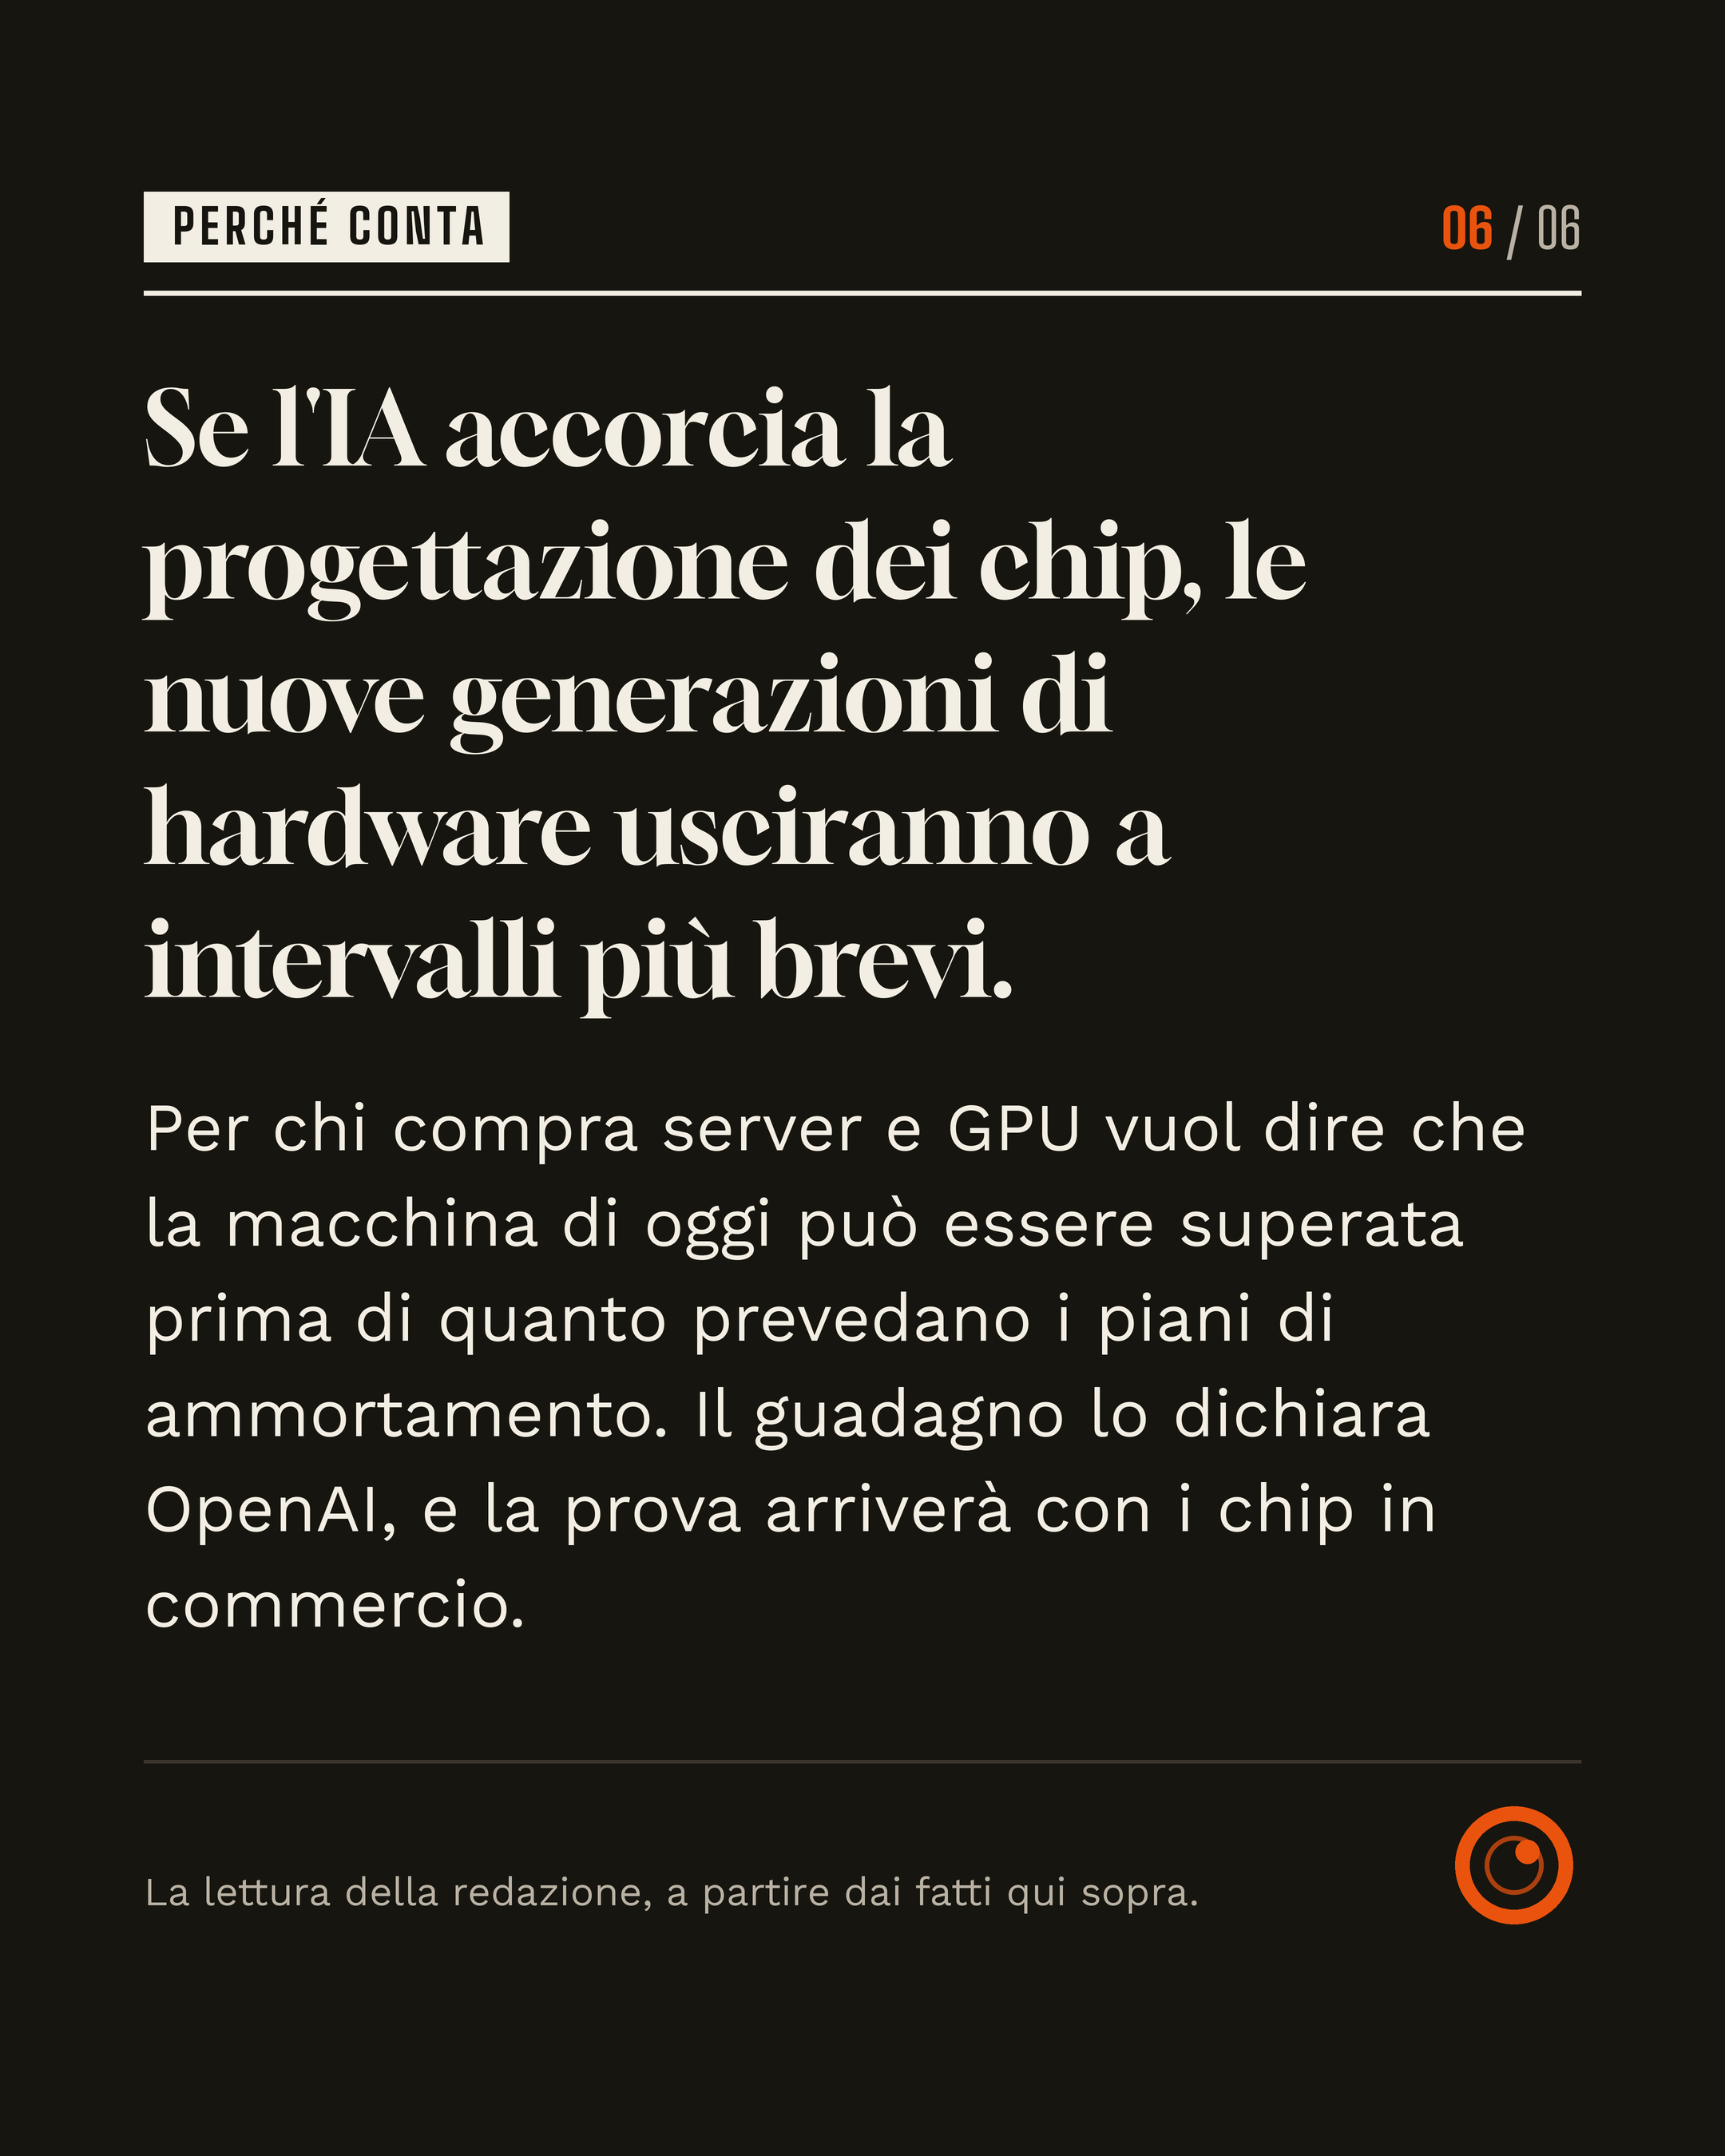 PERCHÉ CONTA
06 / 06
Se l'IA accorcia la
progettazione dei chip, le
nuove generazioni di
hardware usciranno a
intervalli più brevi.
Per chi compra server e GPU vuol dire che
la macchina di oggi può essere superata
prima di quanto prevedano i piani di
ammortamento. Il guadagno lo dichiara
OpenAI, e la prova arriverà con i chip in
commercio.
La lettura della redazione, a partire dai fatti qui sopra.